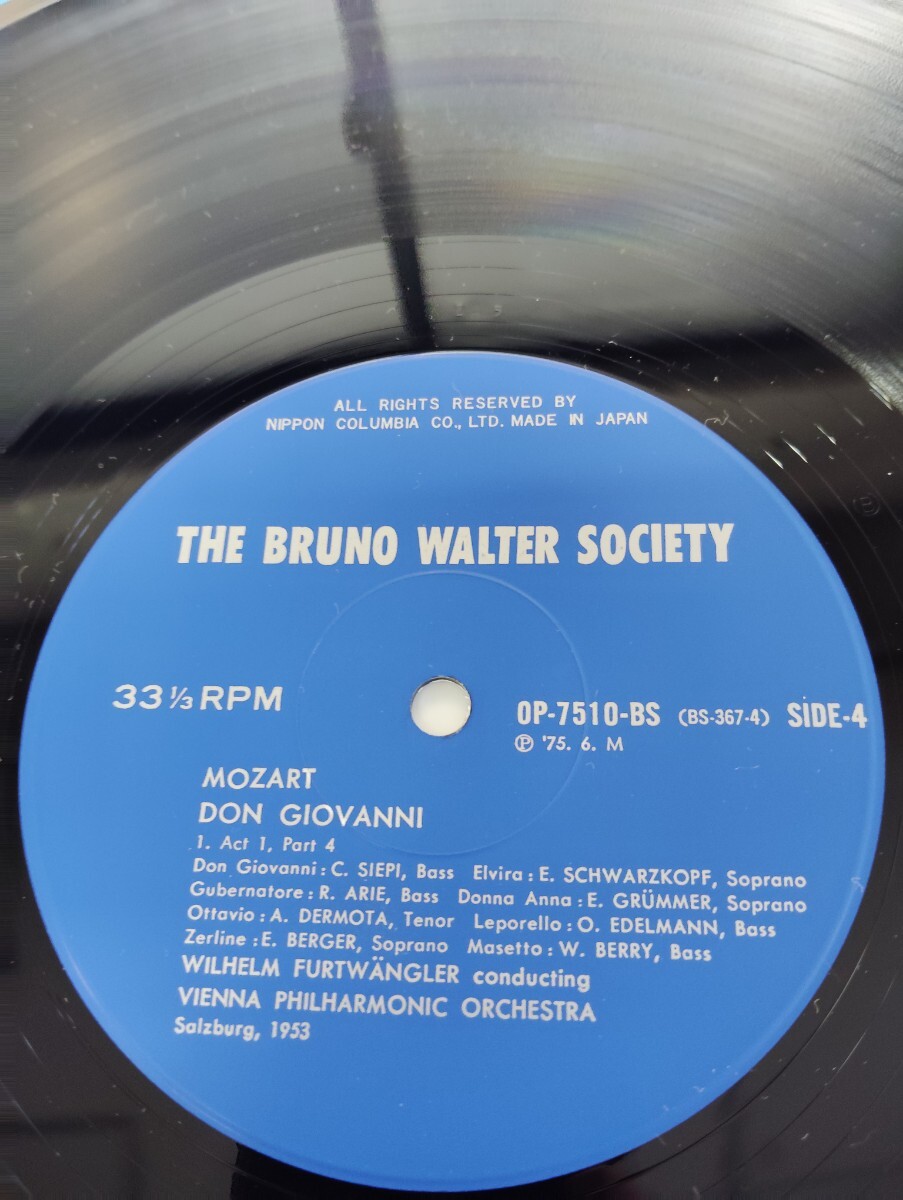 ALL RIGHTS RESERVED BY
NIPPON COLUMBIA CO., LTD. MADE IN JAPAN
THE BRUNO WALTER SOCIETY
33 1/3 RPM
OP-7510-BS (BS-367-4) SIDE-4
Ⓟ '75. 6. M
MOZART
DON GIOVANNI
1. Act 1, Part 4
Don Giovanni: C. SIEPI, Bass Elvira: E. SCHWARZKOPF, Soprano
Gubernatore: R. ARIE, Bass Donna Anna: E. GRÜMMER, Soprano
Ottavio: A. DERMOTA, Tenor Leporello: O. EDELMANN, Bass
Zerline: E. BERGER, Soprano Masetto: W. BERRY, Bass
WILHELM FURTWÄNGLER conducting
VIENNA PHILHARMONIC ORCHESTRA
Salzburg, 1953